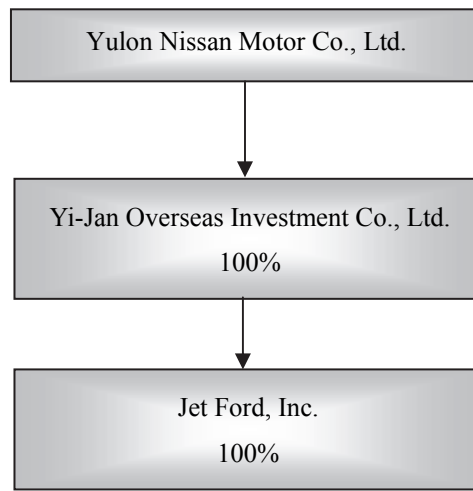 Yulon Nissan Motor Co., Ltd.
Yi-Jan Overseas Investment Co., Ltd.
100%
Jet Ford, Inc.
100%